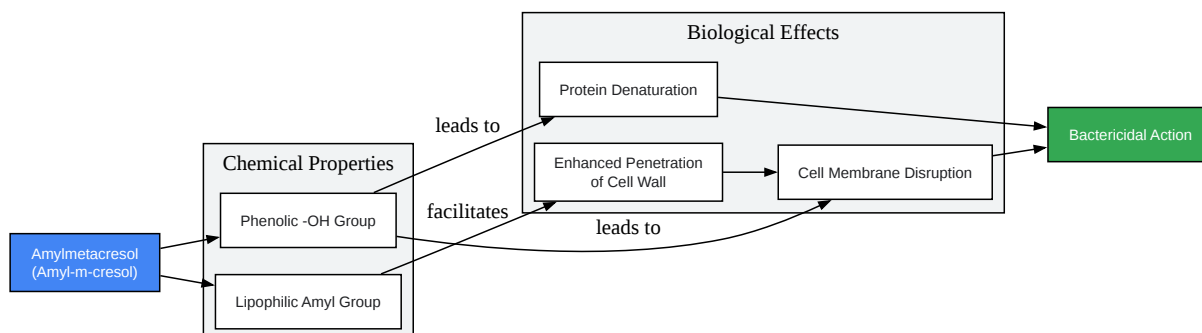 Biological Effects
Protein Denaturation
leads to
Bactericidal Action
Chemical Properties
Enhanced Penetration
of Cell Wall
Cell Membrane Disruption
Phenolic -OH Group
facilitates
leads to
Amylmetacresol
(Amyl-m-cresol)
Lipophilic Amyl Group